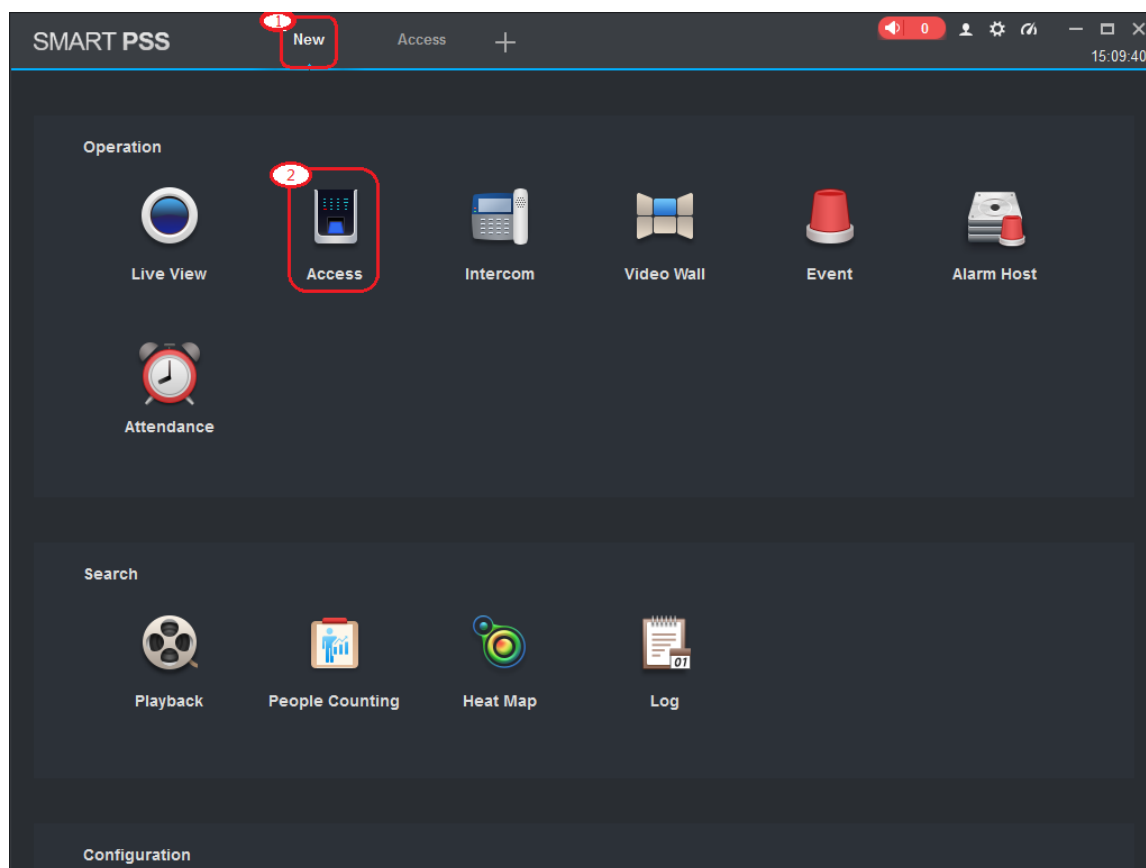 SMART PSS
1
New
Access
+
0
15:09:40
Operation
2
Live View
Access
Intercom
Video Wall
Event
Alarm Host
Attendance
Search
01
Playback
People Counting
Heat Map
Log
Configuration